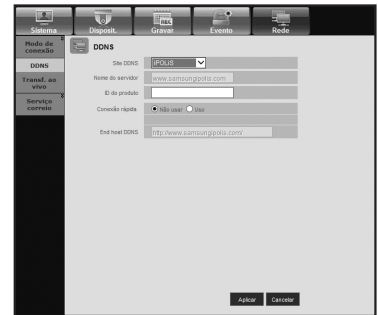 Sistema Disposit. Gravar Evento Rede
Modo de conexão
DDNS
Transf. ao vivo
Serviço correio
DDNS
Site DDNS iPOLiS
Nome do servidor www.samsungipolis.com
ID do produto
Conexão rápida Não usar Uso
End host DDNS http://www.samsungipolis.com/
Aplicar Cancelar